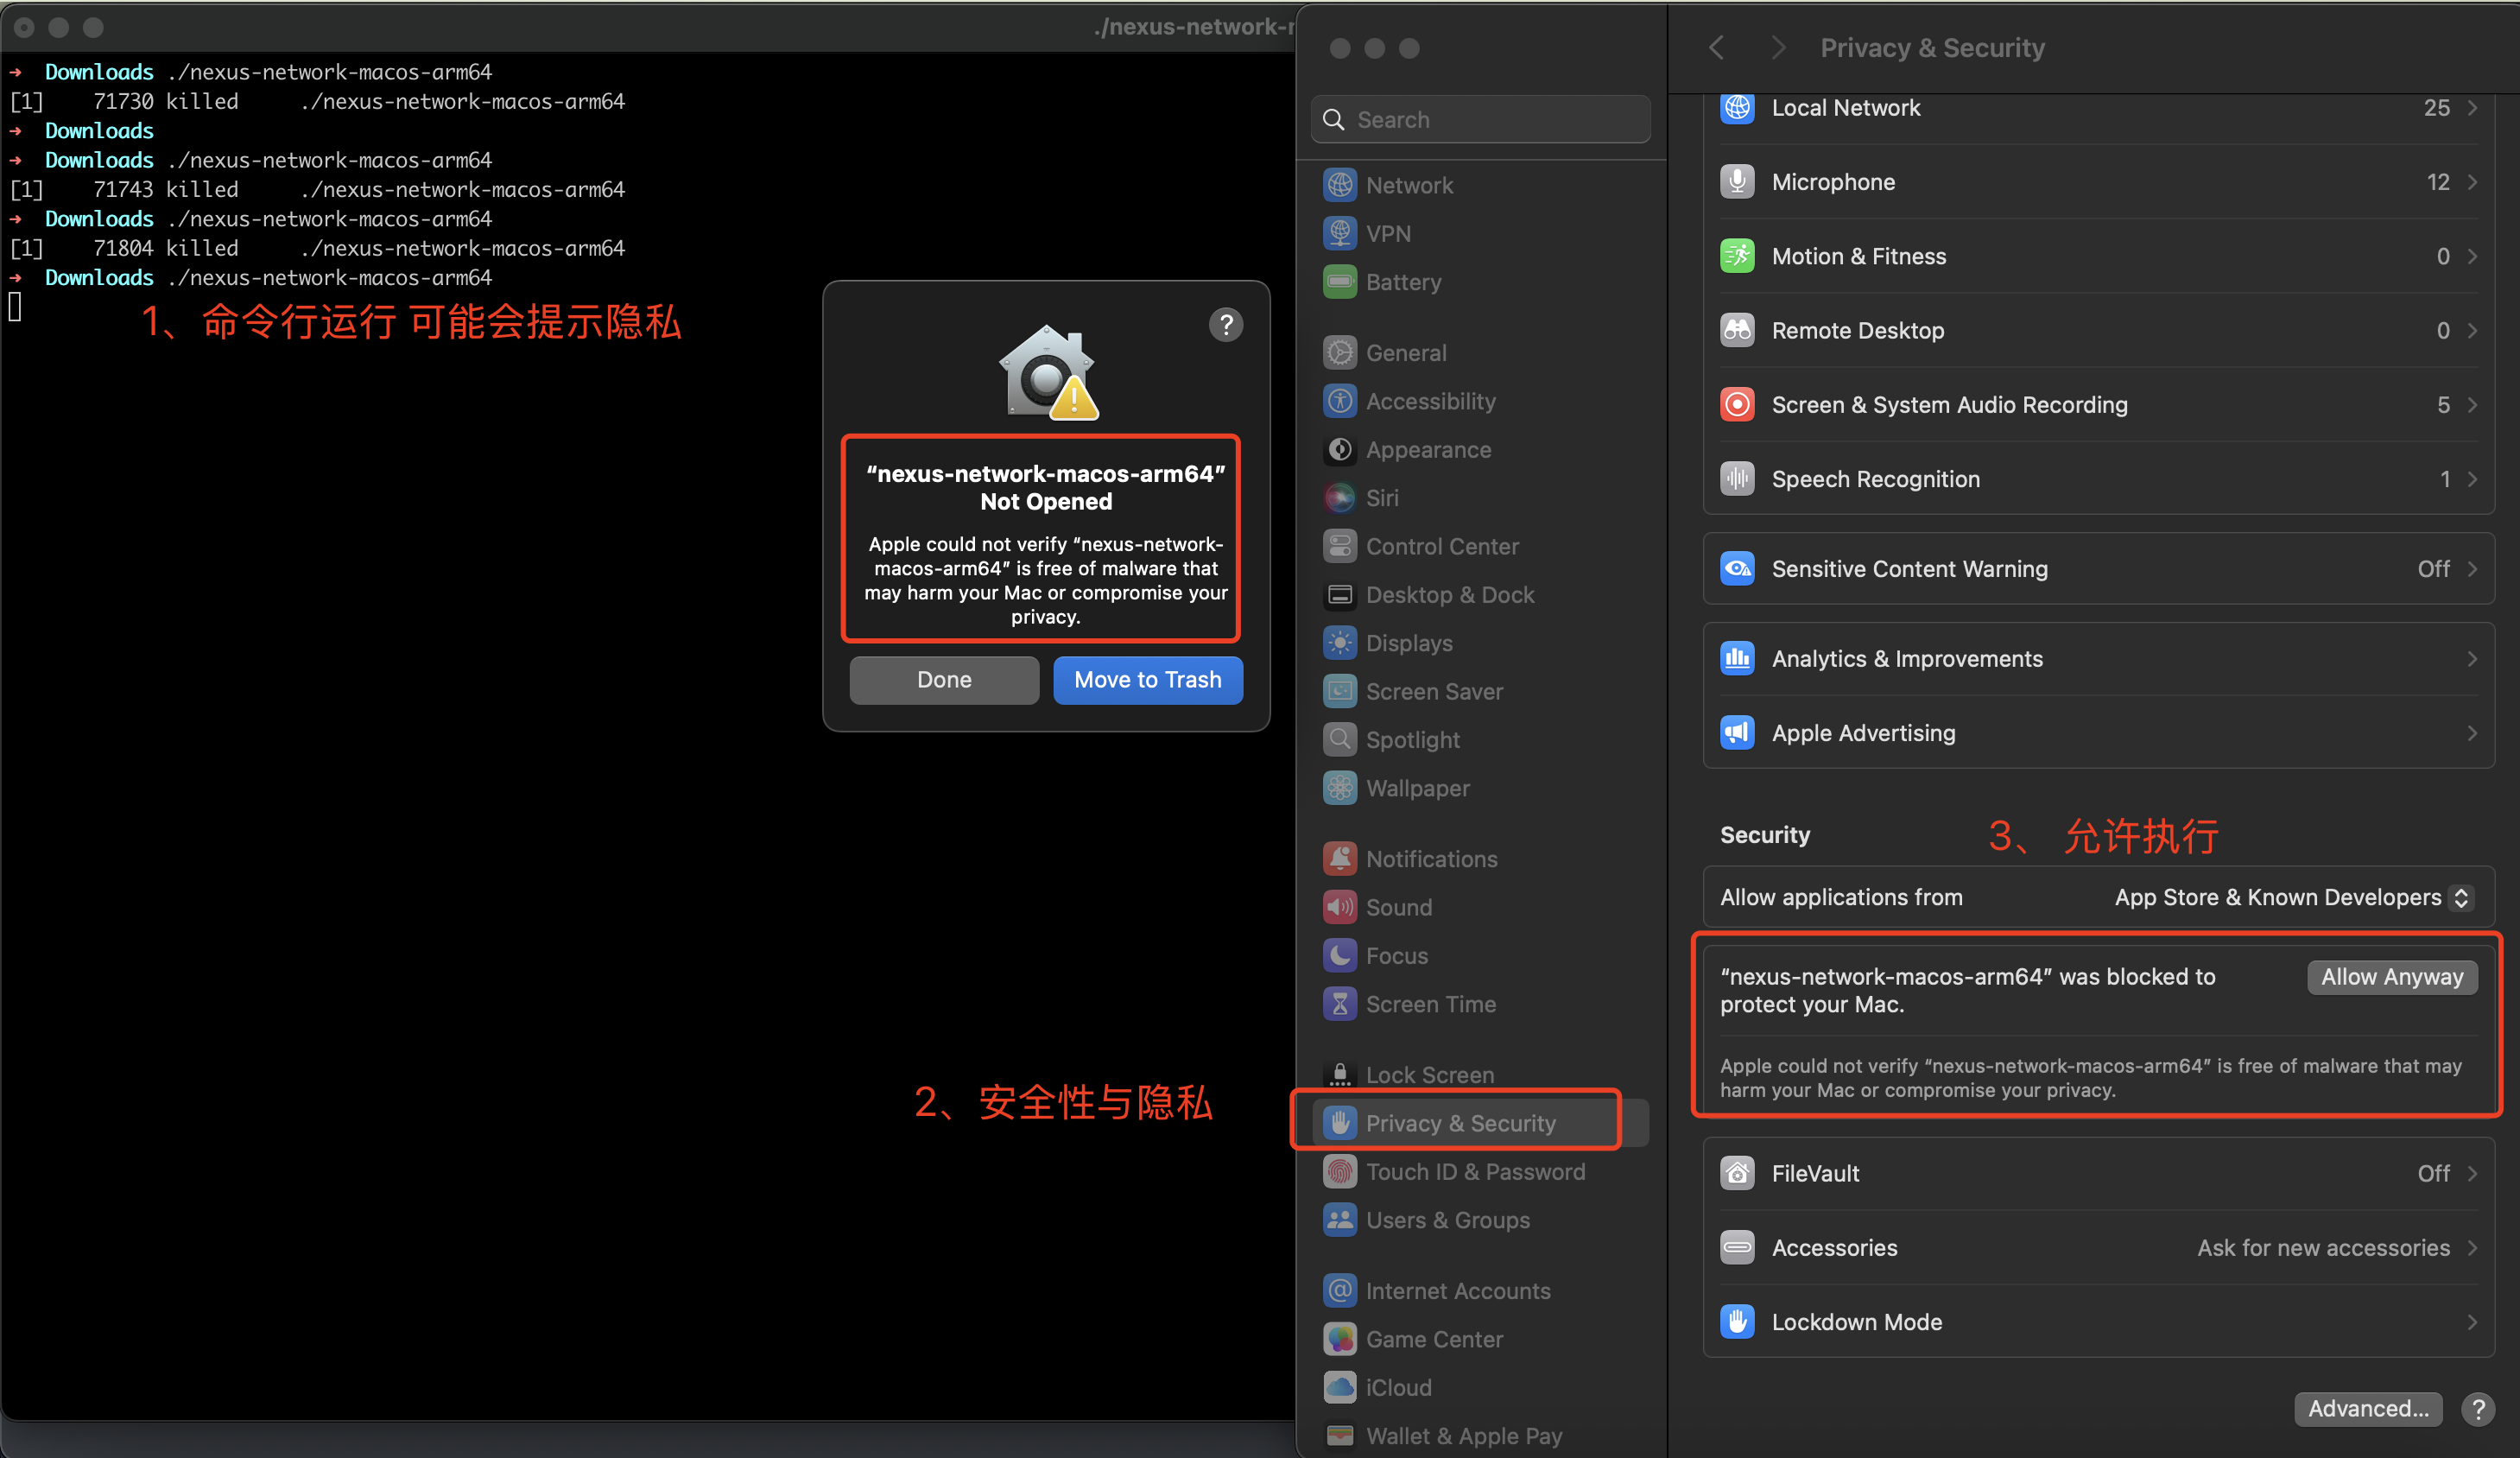 ./nexus-network-
➜  Downloads ./nexus-network-macos-arm64
[1]    71730 killed     ./nexus-network-macos-arm64
➜  Downloads
➜  Downloads ./nexus-network-macos-arm64
[1]    71743 killed     ./nexus-network-macos-arm64
➜  Downloads ./nexus-network-macos-arm64
[1]    71804 killed     ./nexus-network-macos-arm64
➜  Downloads ./nexus-network-macos-arm64
1、命令行运行 可能会提示隐私
?
“nexus-network-macos-arm64”
Not Opened
Apple could not verify “nexus-network-
macos-arm64” is free of malware that
may harm your Mac or compromise your
privacy.
Done
Move to Trash
2、安全性与隐私
Search
Network
VPN
Battery
General
Accessibility
Appearance
Siri
Control Center
Desktop & Dock
Displays
Screen Saver
Spotlight
Wallpaper
Notifications
Sound
Focus
Screen Time
Lock Screen
Privacy & Security
Touch ID & Password
Users & Groups
Internet Accounts
Game Center
iCloud
Wallet & Apple Pay
Privacy & Security
Local Network 25
Microphone 12
Motion & Fitness 0
Remote Desktop 0
Screen & System Audio Recording 5
Speech Recognition 1
Sensitive Content Warning Off
Analytics & Improvements
Apple Advertising
Security
3、 允许执行
Allow applications from App Store & Known Developers
“nexus-network-macos-arm64” was blocked to
protect your Mac.
Allow Anyway
Apple could not verify “nexus-network-macos-arm64” is free of malware that may
harm your Mac or compromise your privacy.
FileVault Off
Accessories Ask for new accessories
Lockdown Mode
Advanced...
?